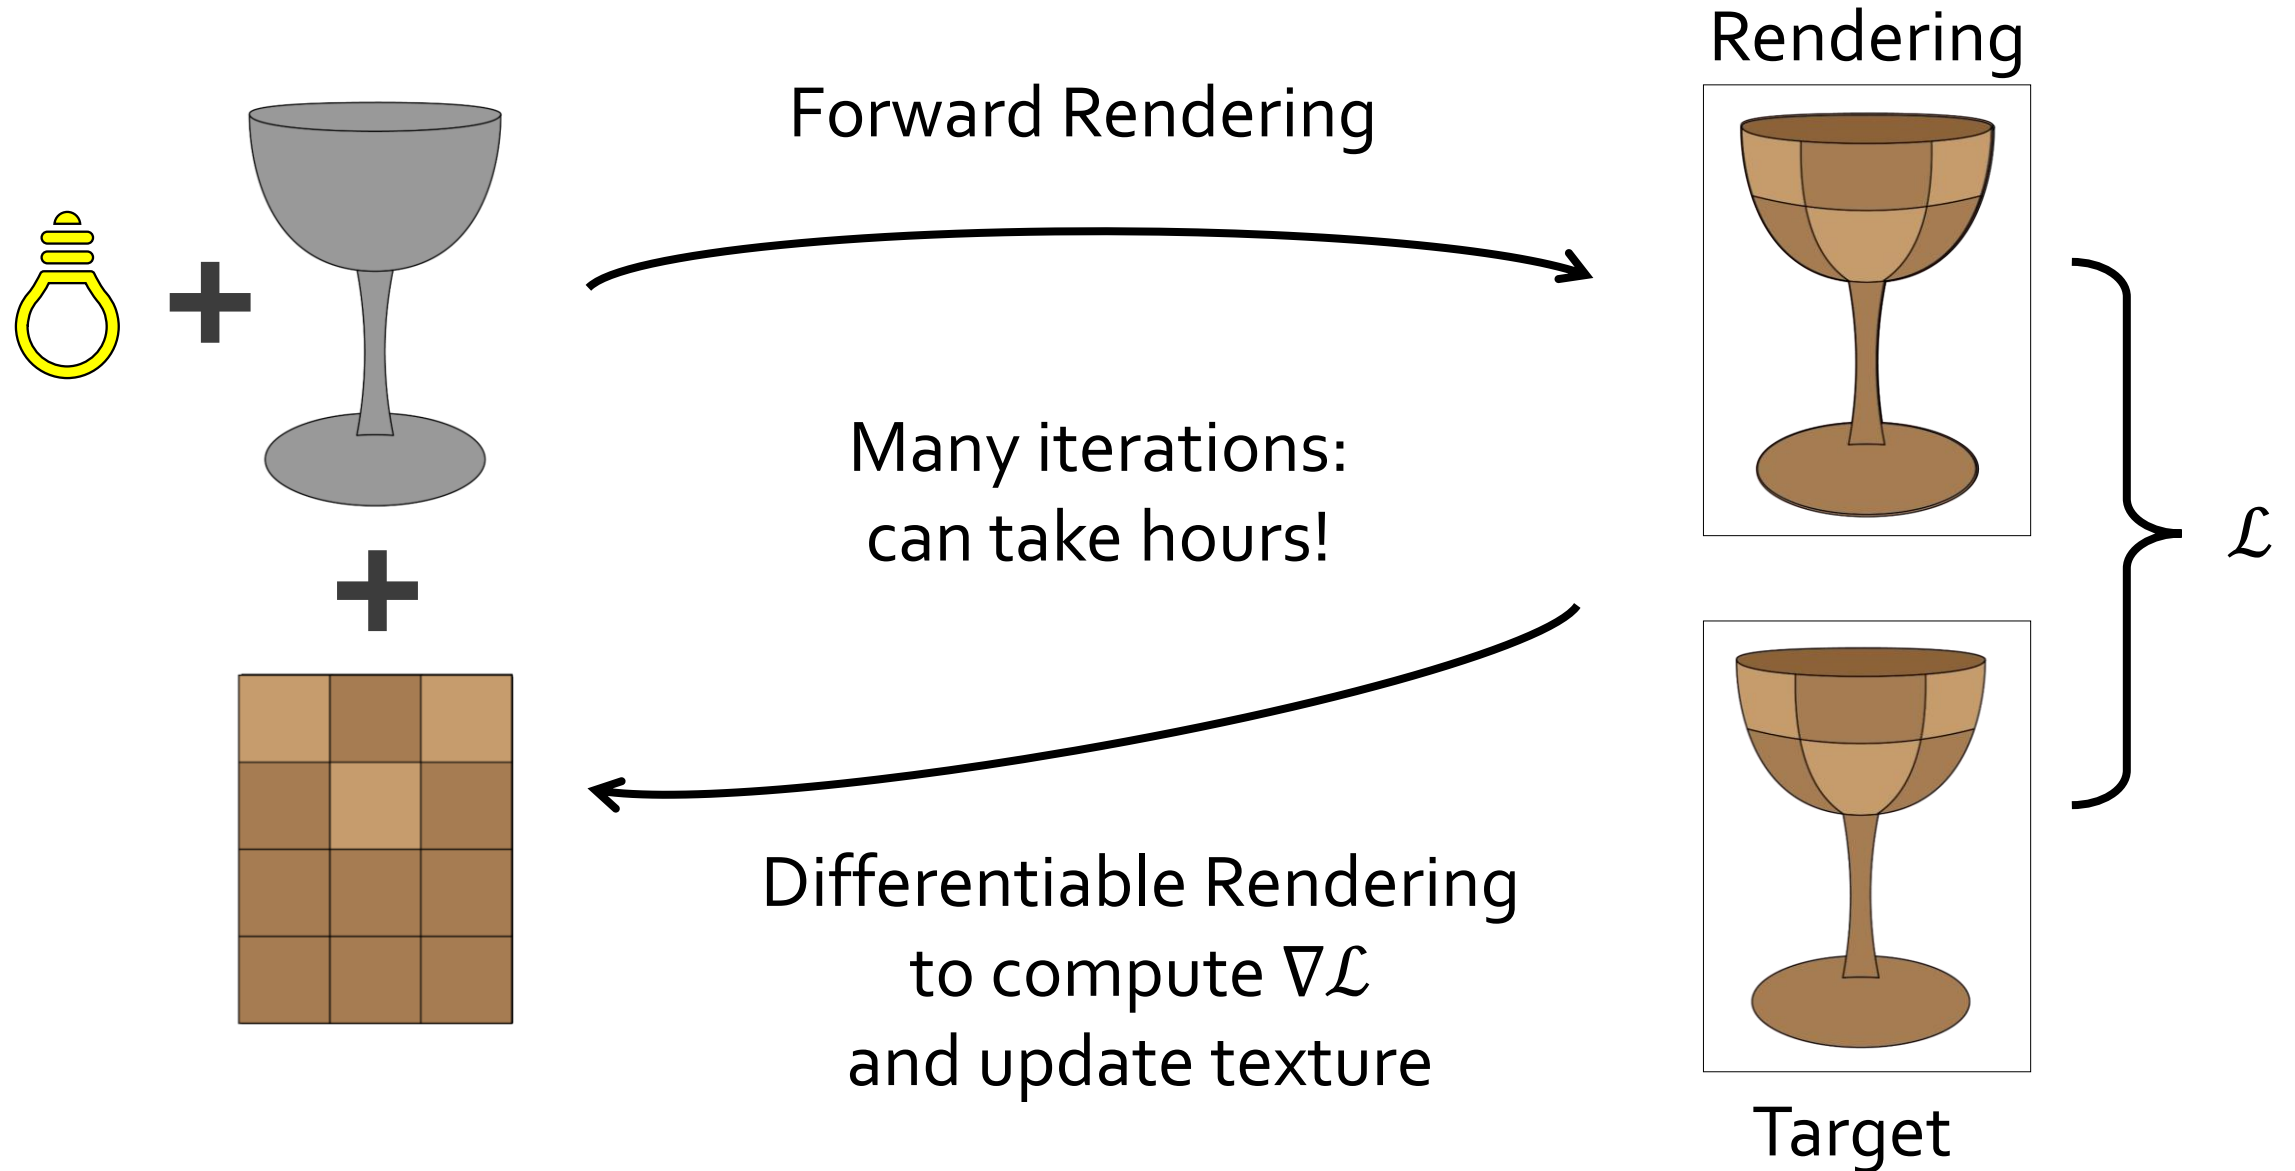 Rendering
Forward Rendering
Many iterations:
can take hours!
ℒ
Differentiable Rendering
to compute ∇ℒ
and update texture
Target